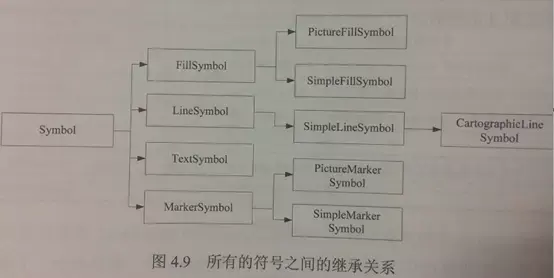 PictureFillSymbol
FillSymbol
SimpleFillSymbol
LineSymbol
SimpleLineSymbol
CartographicLine
Symbol
Symbol
TextSymbol
PictureMarker
Symbol
MarkerSymbol
SimpleMarker
Symbol
图 4.9 所有的符号之间的继承关系